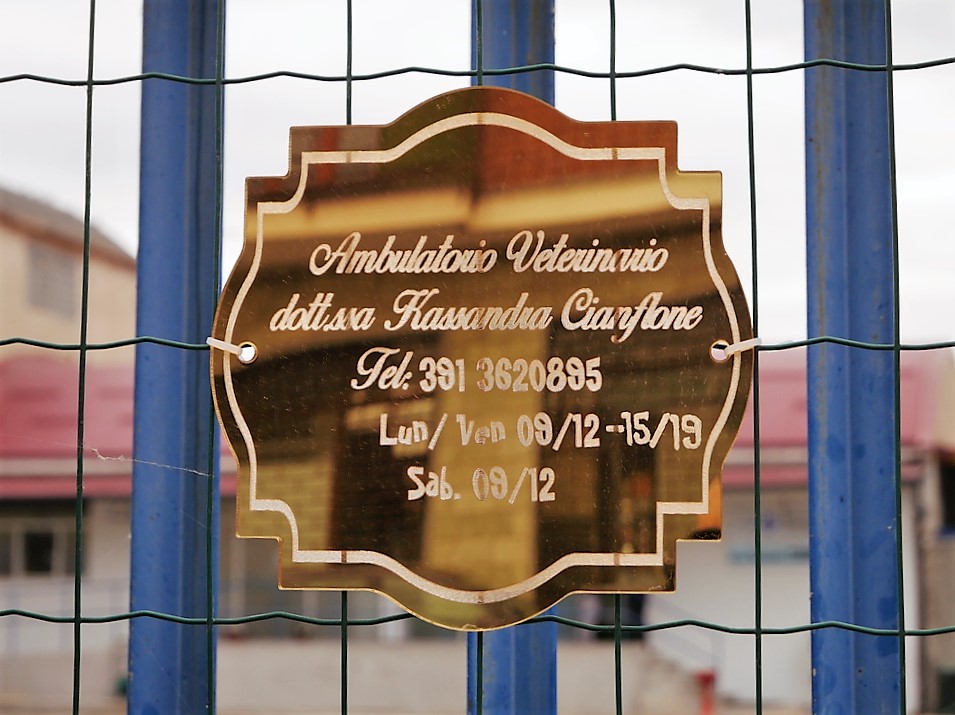 Ambulatorio Veterinario
dott.ssa Kassandra Cianflone
Tel: 391 3620895
Lun/Ven 09/12-15/19
Sab. 09/12